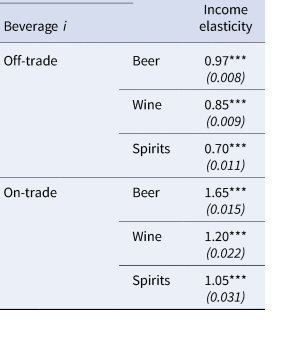 Income
elasticity
Beverage i
Off-trade Beer 0.97***
(0.008)
Wine 0.85***
(0.009)
Spirits 0.70***
(0.011)
On-trade Beer 1.65***
(0.015)
Wine 1.20***
(0.022)
Spirits 1.05***
(0.031)